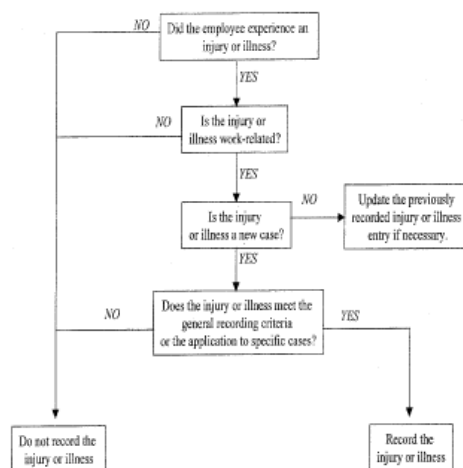 NO
Did the employee experience an
injury or illness?
YES
NO
Is the injury or
illness work-related?
YES
Is the injury
or illness a new case?
NO
Update the previously
recorded injury or illness
entry if necessary.
YES
NO
Does the injury or illness meet the
general recording criteria
or the application to specific cases?
YES
Do not record the
injury or illness
Record the
injury or illness